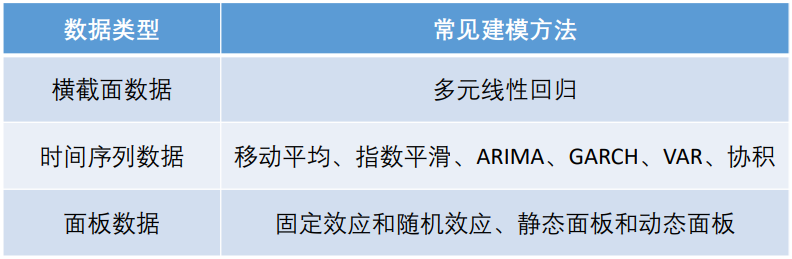 数据类型 常见建模方法
横截面数据 多元线性回归
时间序列数据 移动平均、指数平滑、ARIMA、GARCH、VAR、协积
面板数据 固定效应和随机效应、静态面板和动态面板